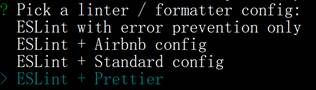 ? Pick a linter / formatter config:
ESLint with error prevention only
ESLint + Airbnb config
ESLint + Standard config
> ESLint + Prettier